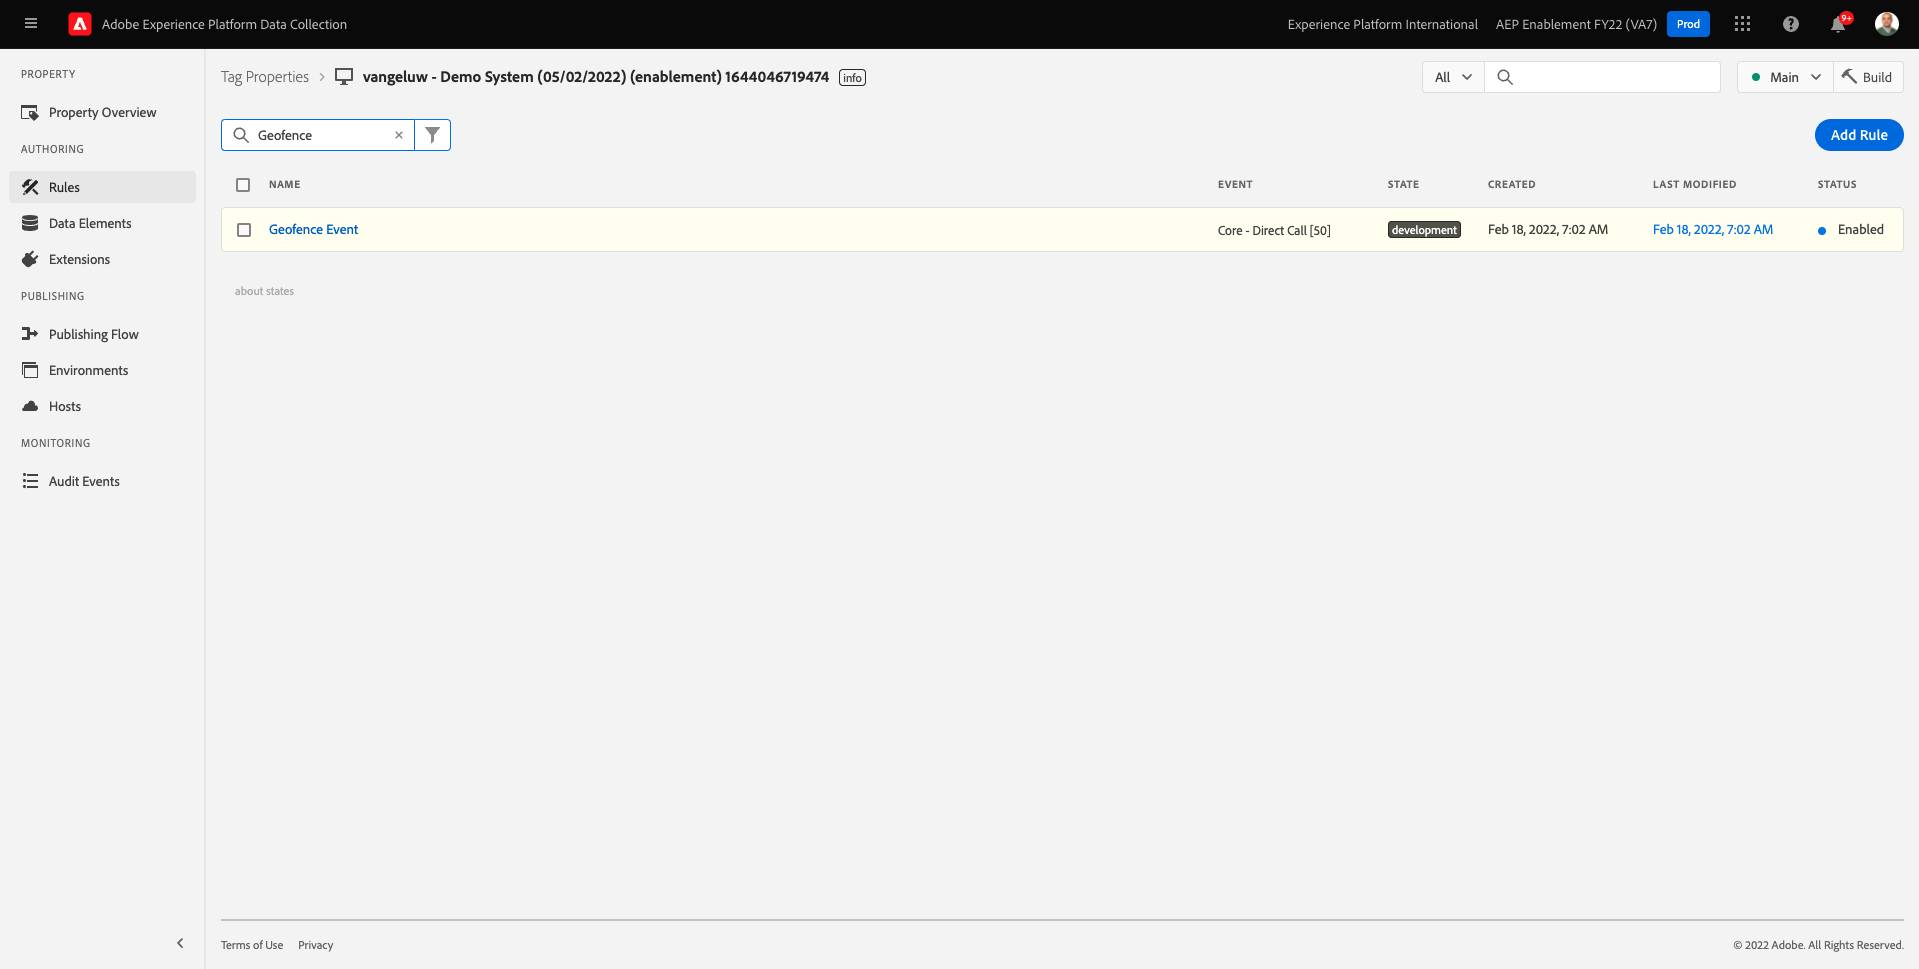 Adobe Experience Platform Data Collection
Experience Platform International
AEP Enablement FY22 (VA7)
Prod
9+
PROPERTY
Property Overview
AUTHORING
Rules
Data Elements
Extensions
PUBLISHING
Publishing Flow
Environments
Hosts
MONITORING
Audit Events
Tag Properties
vangeluw - Demo System (05/02/2022) (enablement) 1644046719474
info
All
Main
Build
Geofence
Add Rule
NAME EVENT STATE CREATED LAST MODIFIED STATUS
Geofence Event Core - Direct Call [50] development Feb 18, 2022, 7:02 AM Feb 18, 2022, 7:02 AM Enabled
about states
Terms of Use Privacy
© 2022 Adobe. All Rights Reserved.